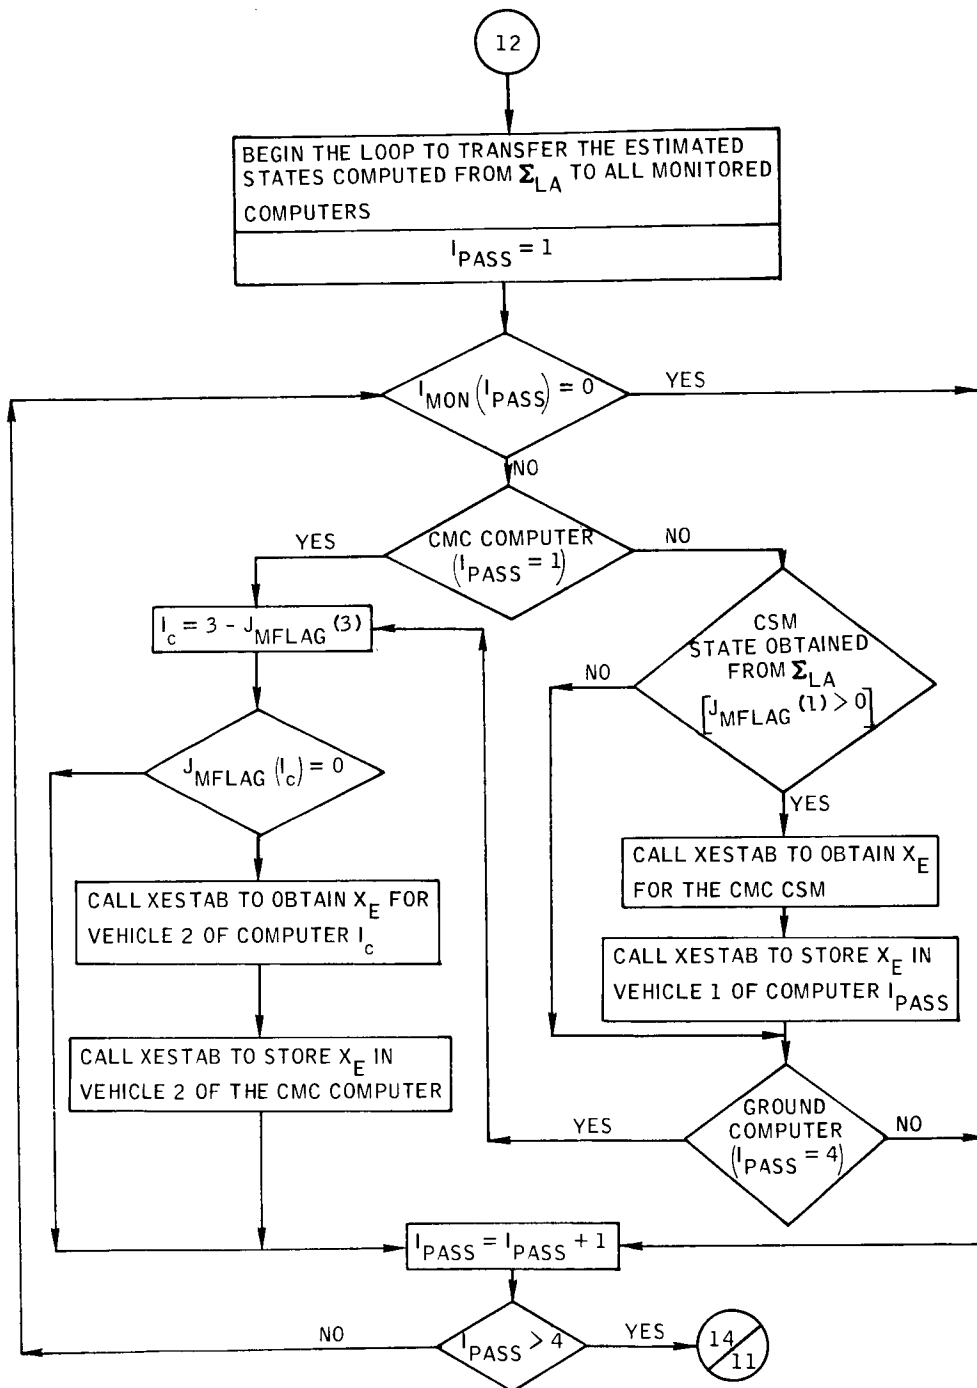 12
BEGIN THE LOOP TO TRANSFER THE ESTIMATED
STATES COMPUTED FROM Σ_LA TO ALL MONITORED
COMPUTERS
I_PASS = 1
I_MON (I_PASS) = 0
YES
NO
CMC COMPUTER
(I_PASS = 1)
YES
NO
I_c = 3 - J_MFLAG (3)
CSM
STATE OBTAINED
FROM Σ_LA
[J_MFLAG (1) > 0]
NO
YES
J_MFLAG (I_c) = 0
CALL XESTAB TO OBTAIN X_E
FOR THE CMC CSM
CALL XESTAB TO OBTAIN X_E FOR
VEHICLE 2 OF COMPUTER I_c
CALL XESTAB TO STORE X_E IN
VEHICLE 1 OF COMPUTER I_PASS
CALL XESTAB TO STORE X_E IN
VEHICLE 2 OF THE CMC COMPUTER
GROUND
COMPUTER
(I_PASS = 4)
YES
NO
I_PASS = I_PASS + 1
I_PASS > 4
NO
YES
14
11